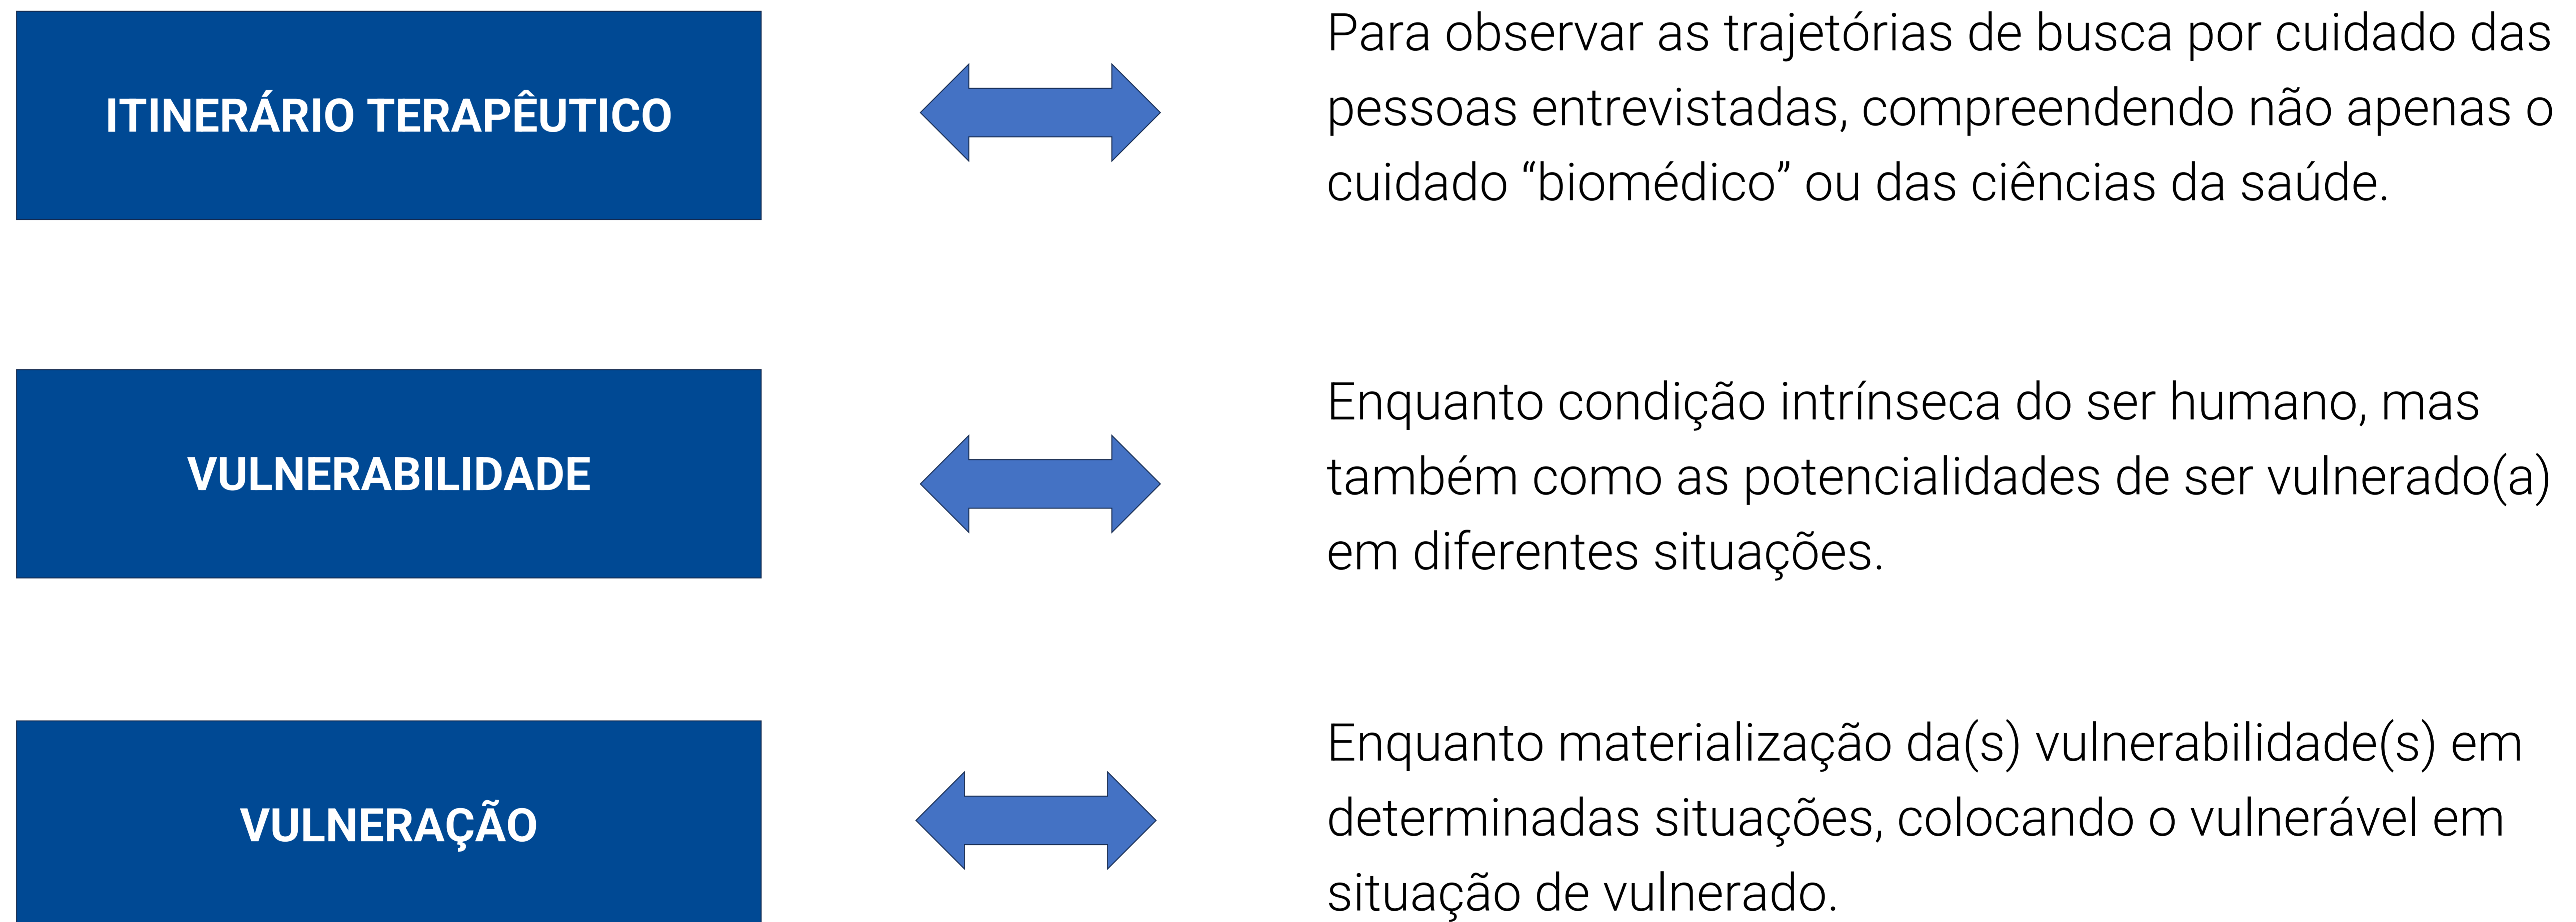 ITINERÁRIO TERAPÊUTICO
Para observar as trajetórias de busca por cuidado das
pessoas entrevistadas, compreendendo não apenas o
cuidado “biomédico” ou das ciências da saúde.
VULNERABILIDADE
Enquanto condição intrínseca do ser humano, mas
também como as potencialidades de ser vulnerado(a)
em diferentes situações.
VULNERAÇÃO
Enquanto materialização da(s) vulnerabilidade(s) em
determinadas situações, colocando o vulnerável em
situação de vulnerado.